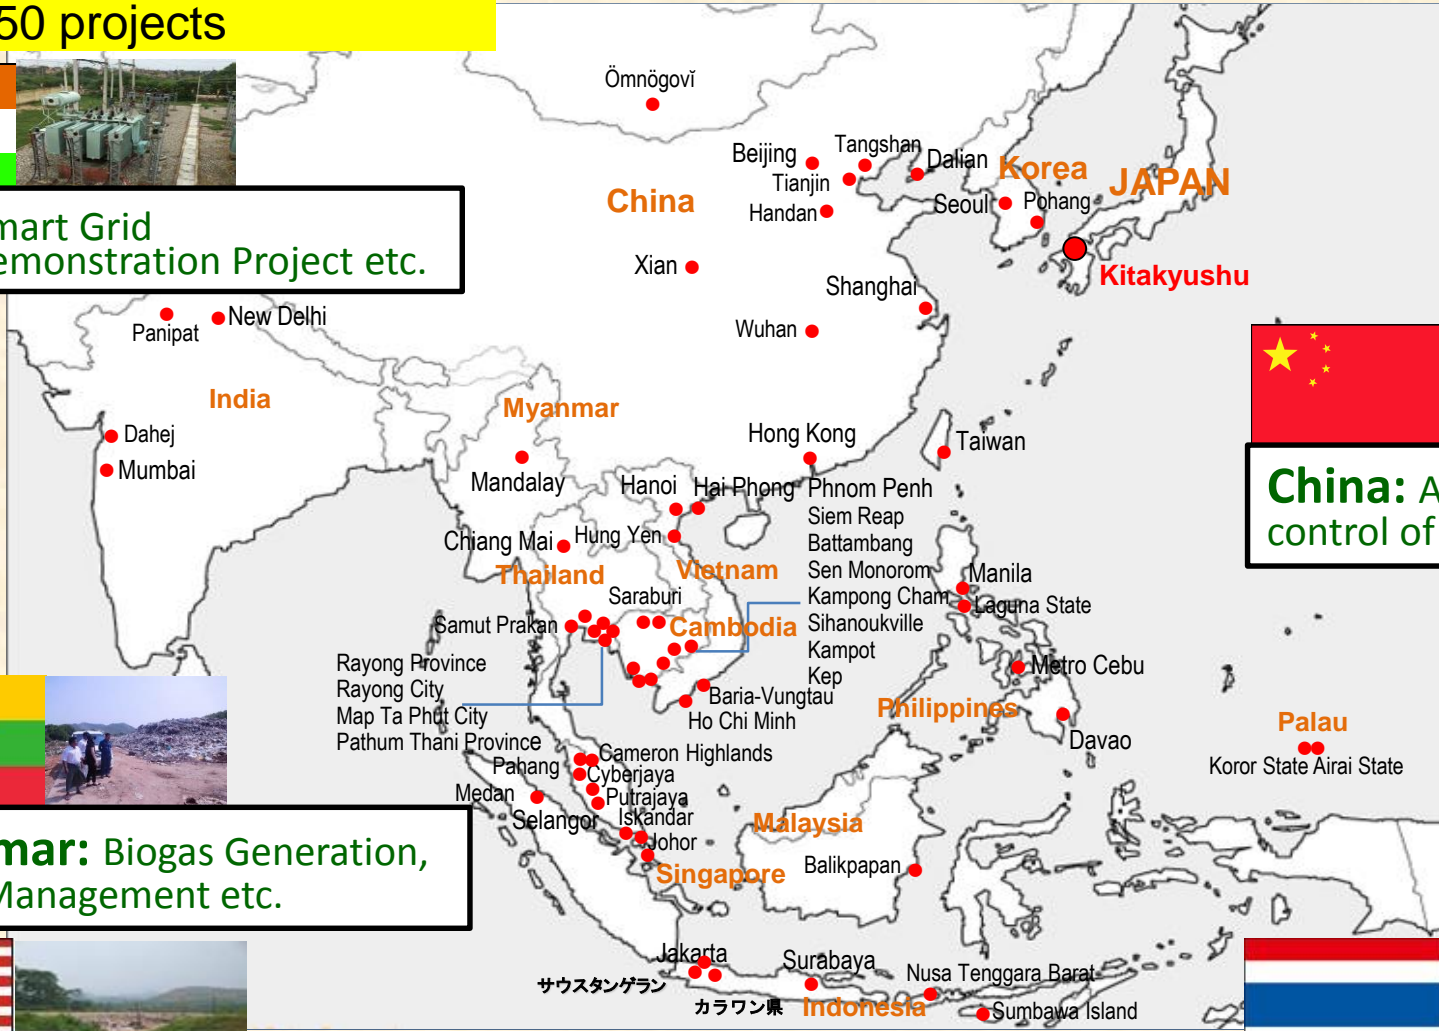 50 projects
Ömnögovĭ
Beijing
Tangshan
Dalian
Tianjin
Korea
JAPAN
China
Handan
Seoul
Pohang
mart Grid
emonstration Project etc.
Xian
Kitakyushu
Shanghai
Panipat
New Delhi
Wuhan
India
Myanmar
Dahej
Mumbai
Hong Kong
Taiwan
Mandalay
Hanoi
Hai Phong
Phnom Penh
Siem Reap
Battambang
Sen Monorom
Kampong Cham
Sihanoukville
Kampot
Kep
China: A
control of
Chiang Mai
Hung Yen
Thailand
Vietnam
Saraburi
Manila
Laguna State
Samut Prakan
Cambodia
Rayong Province
Rayong City
Map Ta Phut City
Pathum Thani Province
Metro Cebu
Baria-Vungtau
Ho Chi Minh
Philippines
Davao
Palau
Koror State
Airai State
Cameron Highlands
Pahang
Cyberjaya
Medan
Putrajaya
Selangor
Iskandar
Johor
Malaysia
Singapore
Balikpapan
mar: Biogas Generation,
Management etc.
Jakarta
サウスタンゲラン
カラワン県
Surabaya
Indonesia
Nusa Tenggara Barat
Sumbawa Island